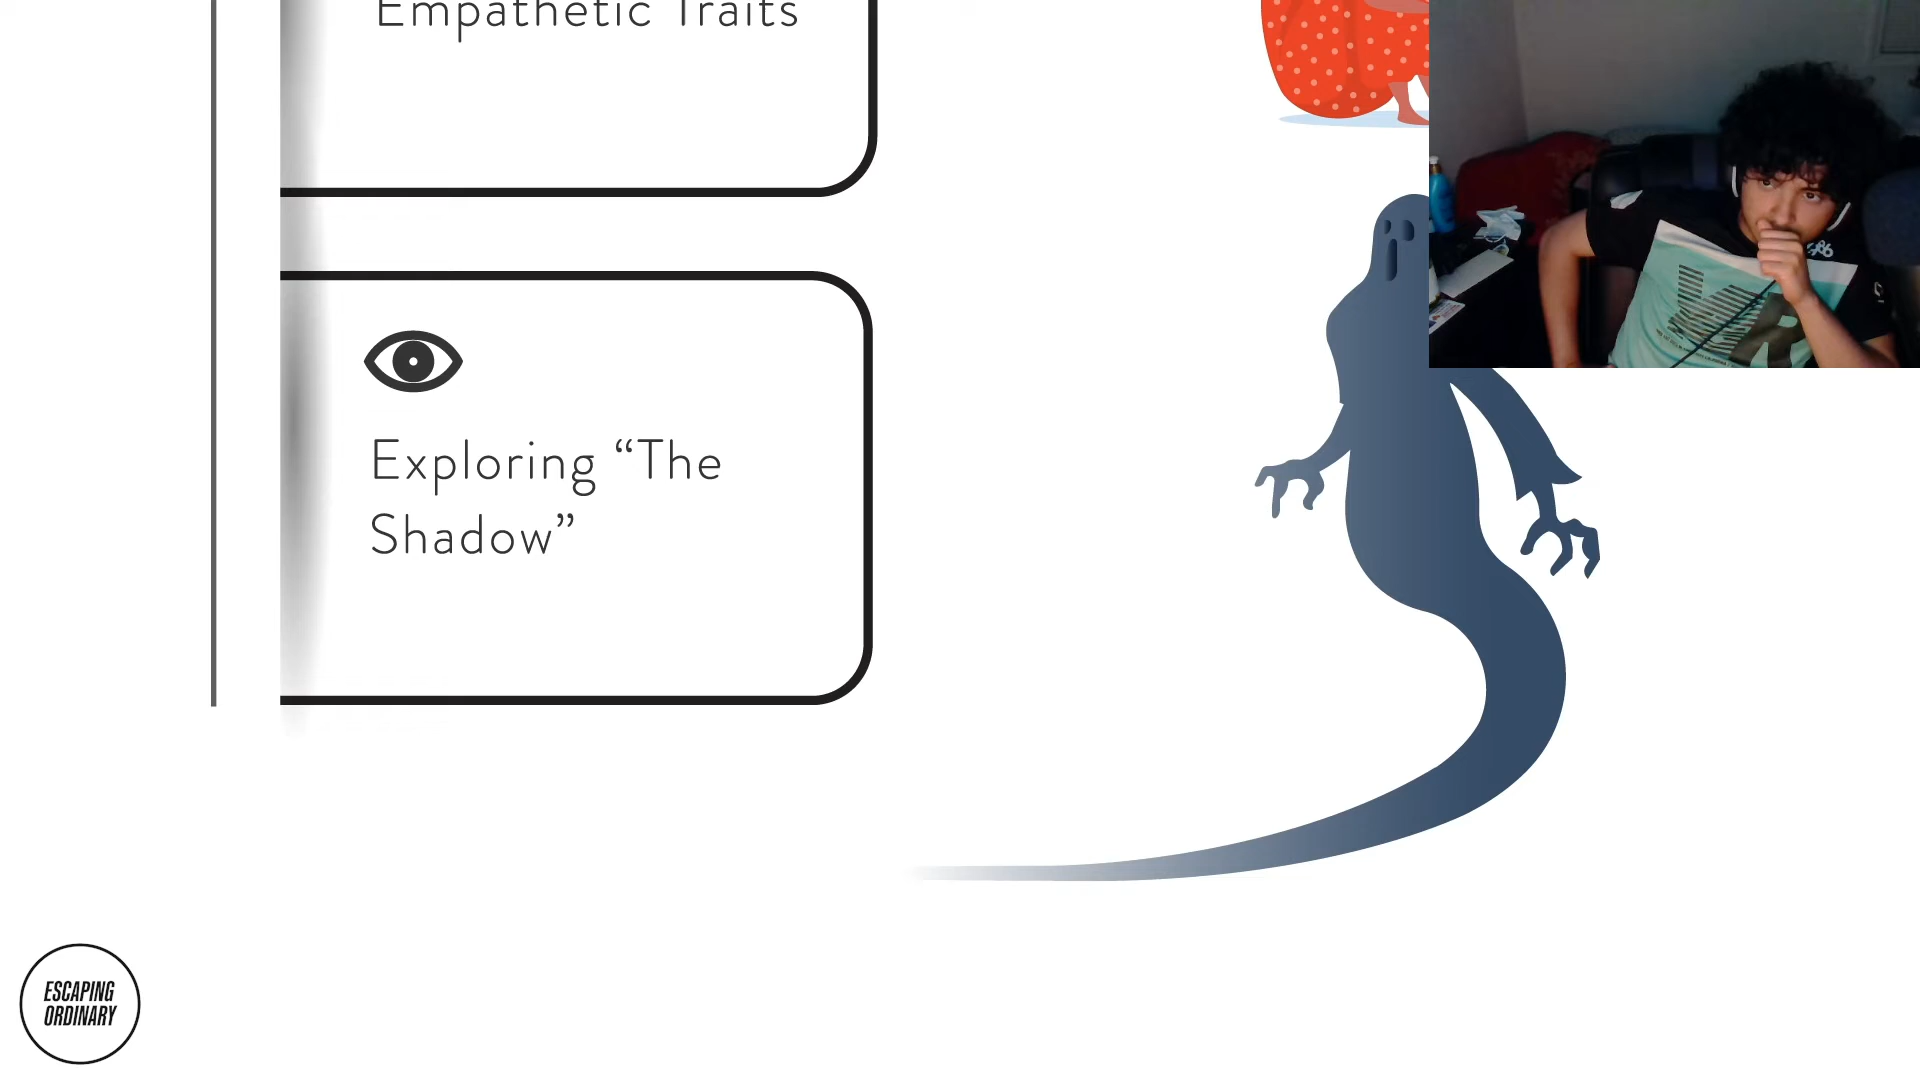 Empathetic Traits
Exploring “The
Shadow”
ESCAPING
ORDINARY